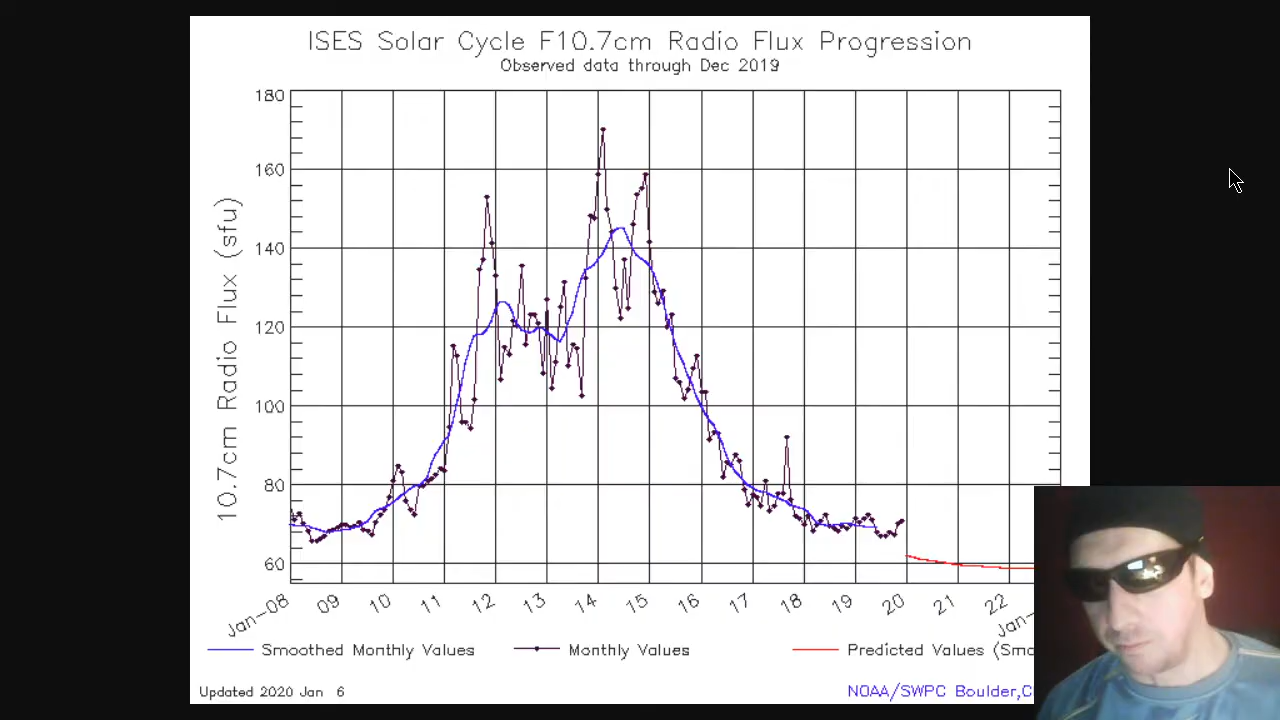 ISES Solar Cycle F10.7cm Radio Flux Progression
Observed data through Dec 2019
10.7cm Radio Flux (sfu)
180
160
140
120
100
80
60
Jan-08 09 10 11 12 13 14 15 16 17 18 19 20 21 22 Jan-
Smoothed Monthly Values Monthly Values Predicted Values (Smo
Updated 2020 Jan 6 NOAA/SWPC Boulder,C